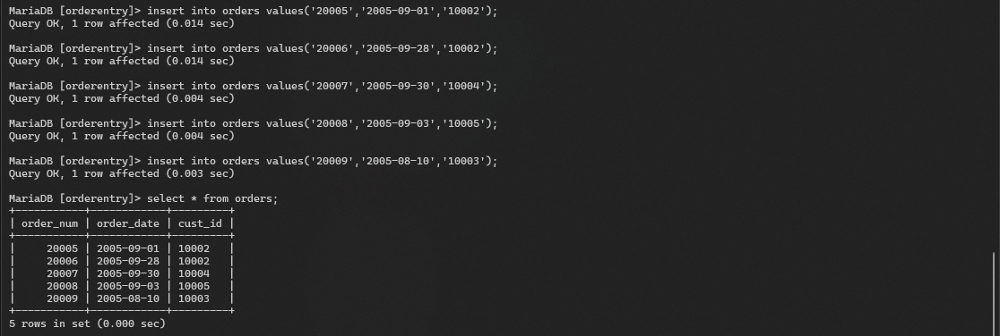 MariaDB [orderentry]> insert into orders values('20005','2005-09-01','10002');
Query OK, 1 row affected (0.014 sec)
MariaDB [orderentry]> insert into orders values('20006','2005-09-28','10002');
Query OK, 1 row affected (0.014 sec)
MariaDB [orderentry]> insert into orders values('20007','2005-09-30','10004');
Query OK, 1 row affected (0.004 sec)
MariaDB [orderentry]> insert into orders values('20008','2005-09-03','10005');
Query OK, 1 row affected (0.004 sec)
MariaDB [orderentry]> insert into orders values('20009','2005-08-10','10003');
Query OK, 1 row affected (0.003 sec)
MariaDB [orderentry]> select * from orders;
+-----------+------------+---------+
| order_num | order_date | cust_id |
+-----------+------------+---------+
|     20005 | 2005-09-01 | 10002   |
|     20006 | 2005-09-28 | 10002   |
|     20007 | 2005-09-30 | 10004   |
|     20008 | 2005-09-03 | 10005   |
|     20009 | 2005-08-10 | 10003   |
+-----------+------------+---------+
5 rows in set (0.000 sec)